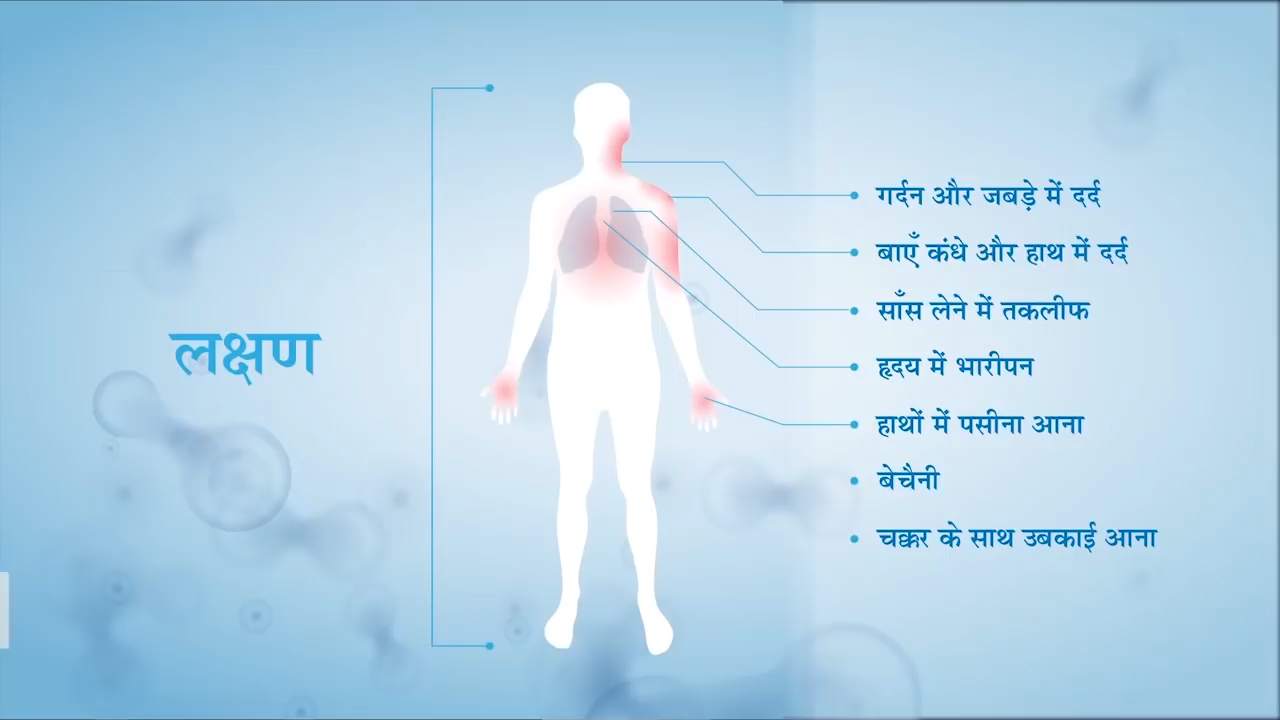 लक्षण
गर्दन और जबड़े में दर्द
बाएँ कंधे और हाथ में दर्द
साँस लेने में तकलीफ
हृदय में भारीपन
हाथों में पसीना आना
बेचैनी
चक्कर के साथ उबकाई आना